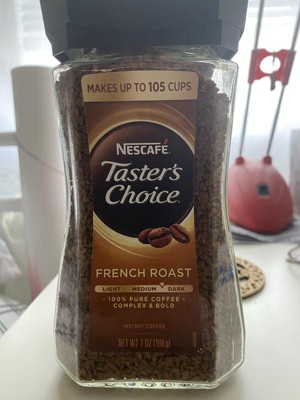 MAKES UP TO 105 CUPS
NESCAFÉ
Taster's
Choice
FRENCH ROAST
LIGHT MEDIUM DARK
100% PURE COFFEE
COMPLEX & BOLD
INSTANT COFFEE
NET WT 7 OZ (198g)